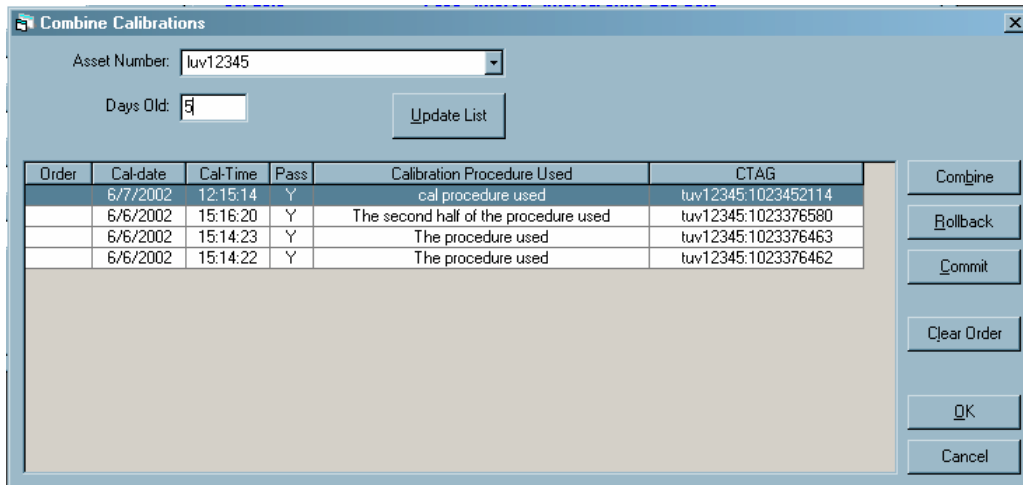 Combine Calibrations
Asset Number: luv12345
Days Old: 5
Update List
Order Cal-date Cal-Time Pass Calibration Procedure Used CTAG
6/7/2002 12:15:14 Y cal procedure used tuv12345:1023452114
6/6/2002 15:16:20 Y The second half of the procedure used tuv12345:1023376580
6/6/2002 15:14:23 Y The procedure used tuv12345:1023376463
6/6/2002 15:14:22 Y The procedure used tuv12345:1023376462
Combine
Rollback
Commit
Clear Order
OK
Cancel